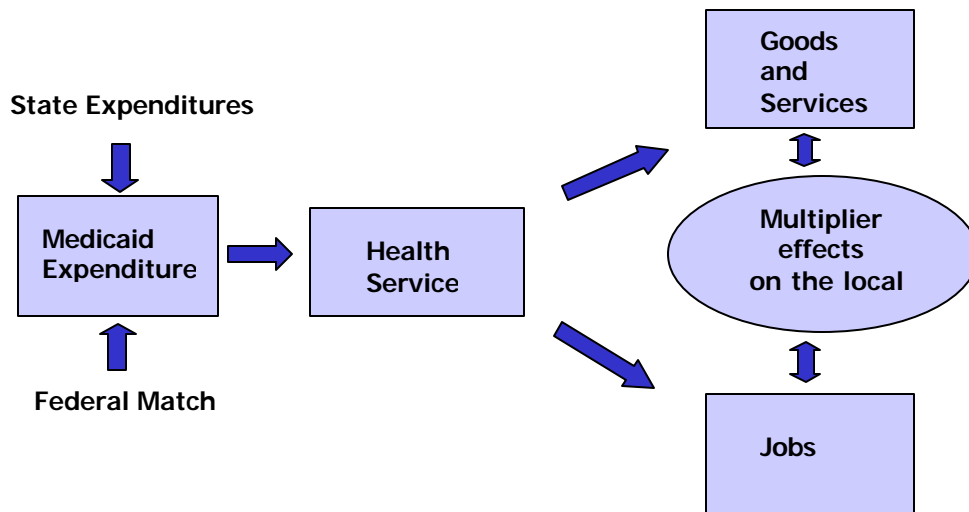 State Expenditures
Medicaid
Expenditure
Federal Match
Health
Service
Goods
and
Services
Multiplier
effects
on the local
Jobs